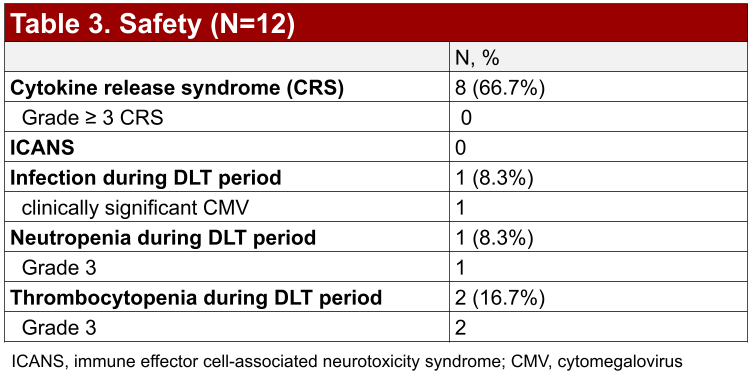 Table 3. Safety (N=12)
N, %
Cytokine release syndrome (CRS) 8 (66.7%)
Grade ≥ 3 CRS 0
ICANS 0
Infection during DLT period 1 (8.3%)
clinically significant CMV 1
Neutropenia during DLT period 1 (8.3%)
Grade 3 1
Thrombocytopenia during DLT period 2 (16.7%)
Grade 3 2
ICANS, immune effector cell-associated neurotoxicity syndrome; CMV, cytomegalovirus